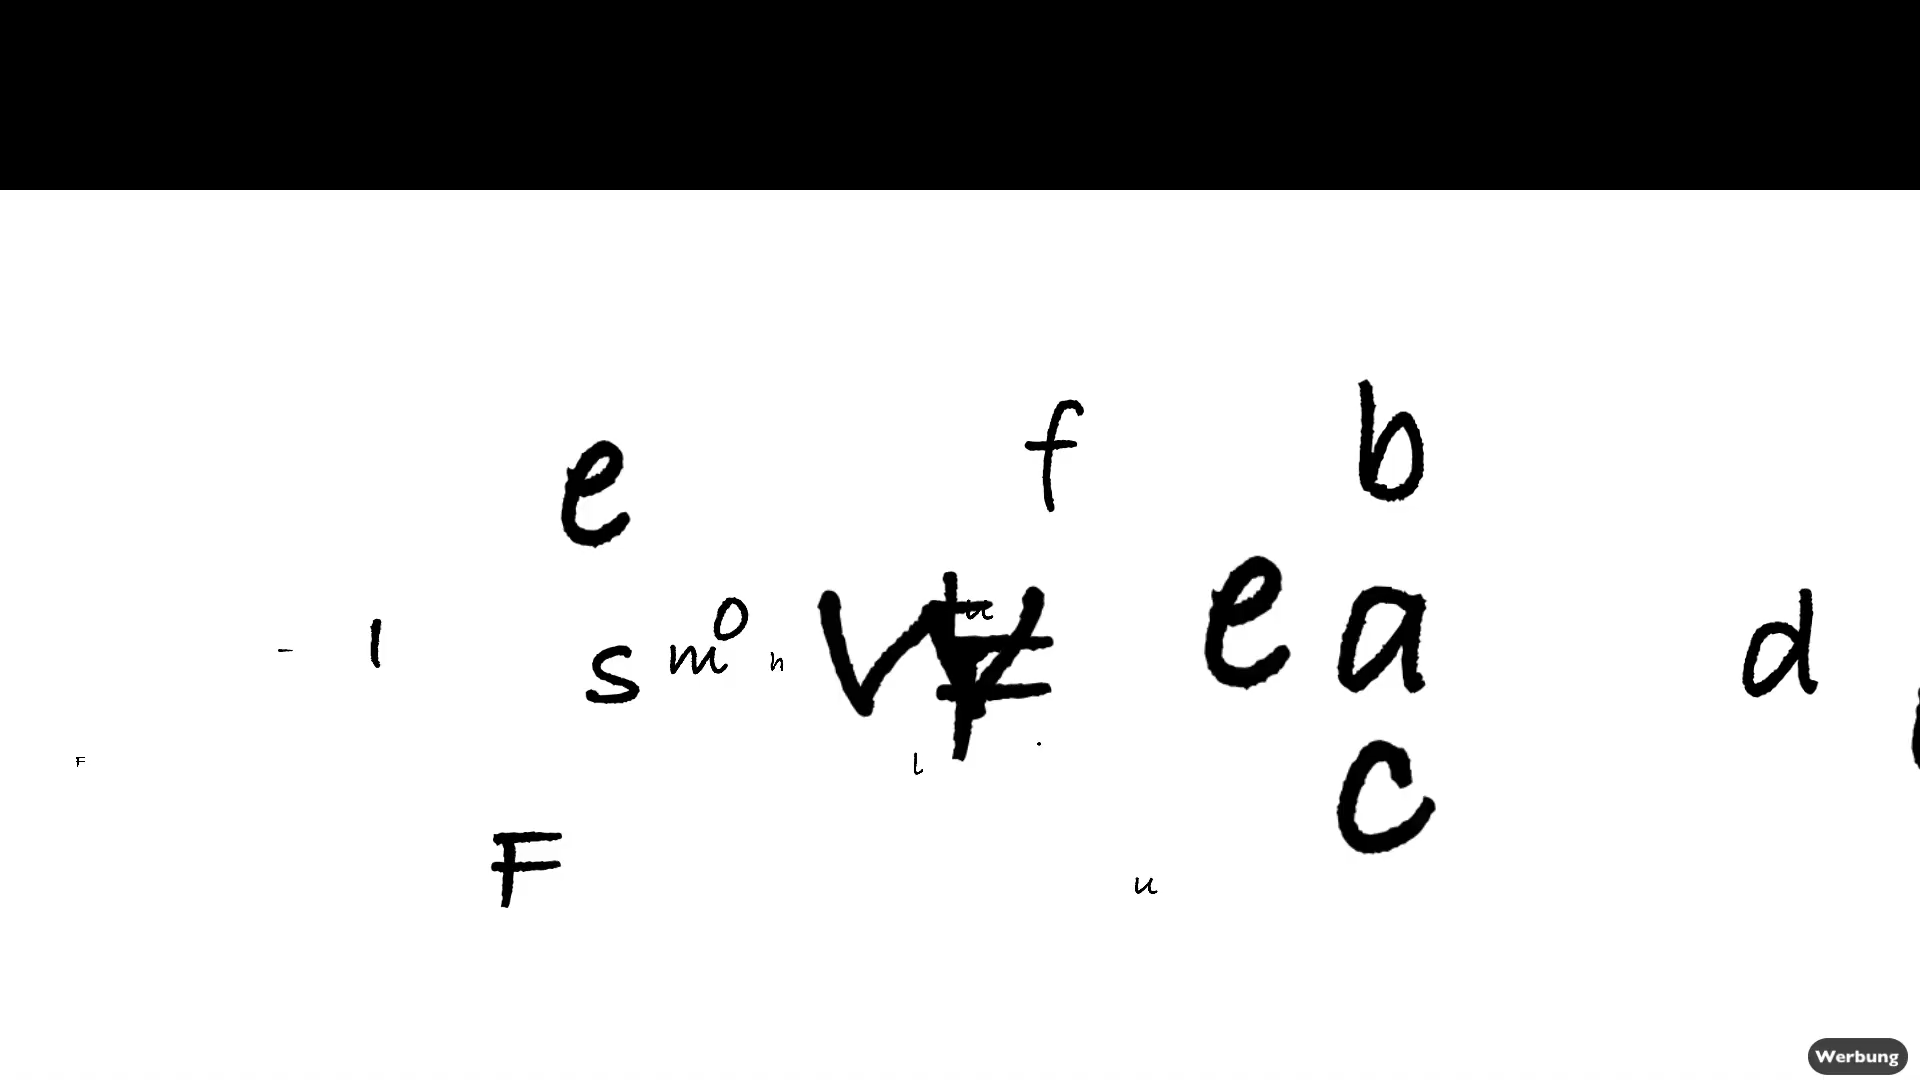 f b
e
e
o
l s m n W t F u a d
F l .
c
F u
Werbung